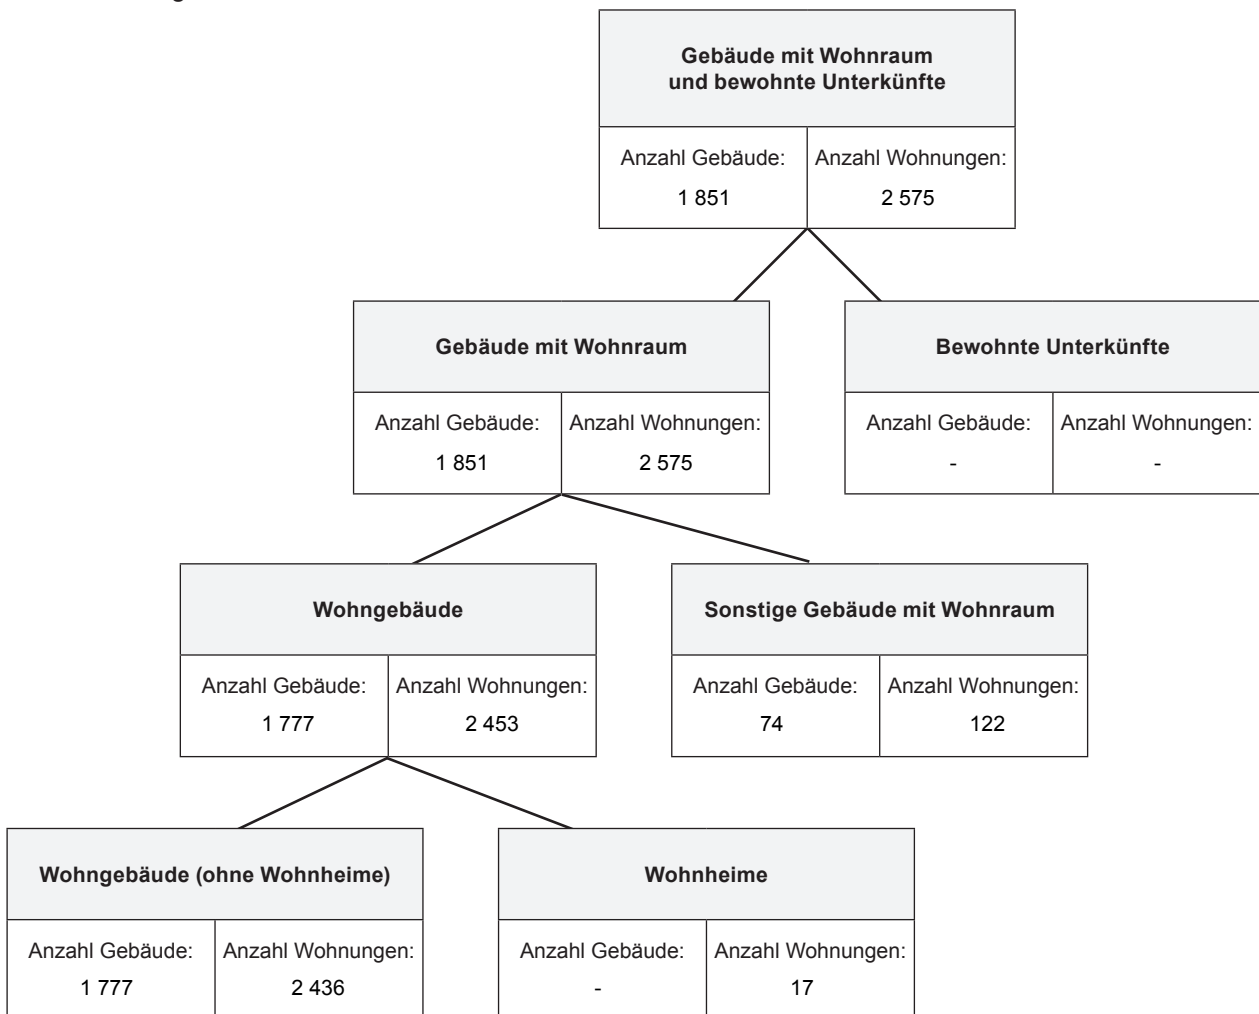 Gebäude mit Wohnraum
und bewohnte Unterkünfte
Anzahl Gebäude: Anzahl Wohnungen:
1 851 2 575
Gebäude mit Wohnraum Bewohnte Unterkünfte
Anzahl Gebäude: Anzahl Wohnungen: Anzahl Gebäude: Anzahl Wohnungen:
1 851 2 575 - -
Wohngebäude Sonstige Gebäude mit Wohnraum
Anzahl Gebäude: Anzahl Wohnungen: Anzahl Gebäude: Anzahl Wohnungen:
1 777 2 453 74 122
Wohngebäude (ohne Wohnheime) Wohnheime
Anzahl Gebäude: Anzahl Wohnungen: Anzahl Gebäude: Anzahl Wohnungen:
1 777 2 436 - 17